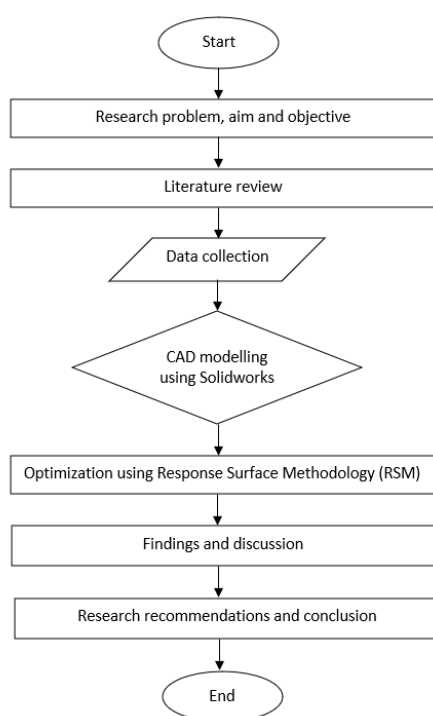 Start
Research problem, aim and objective
Literature review
Data collection
CAD modelling
using Solidworks
Optimization using Response Surface Methodology (RSM)
Findings and discussion
Research recommendations and conclusion
End